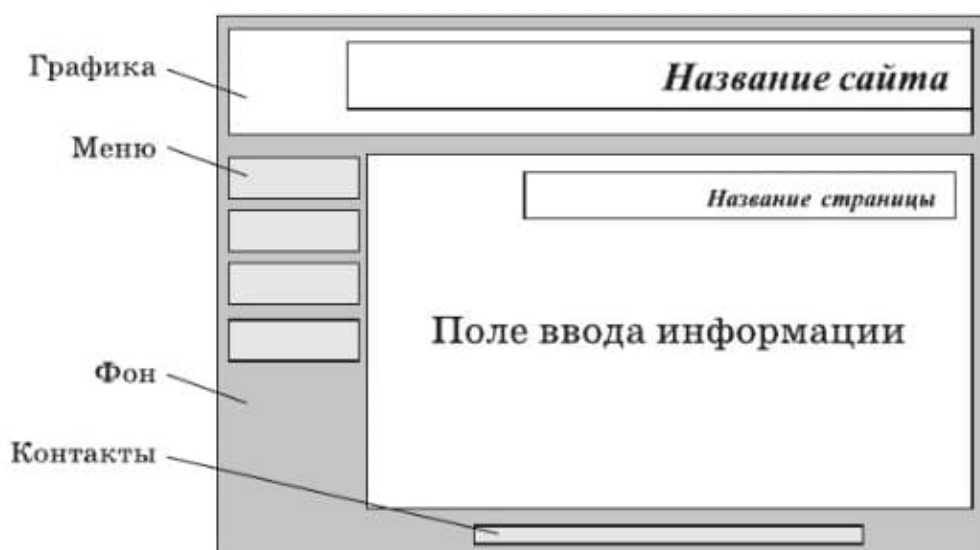 Графика
Название сайта
Меню
Название страницы
Поле ввода информации
Фон
Контакты